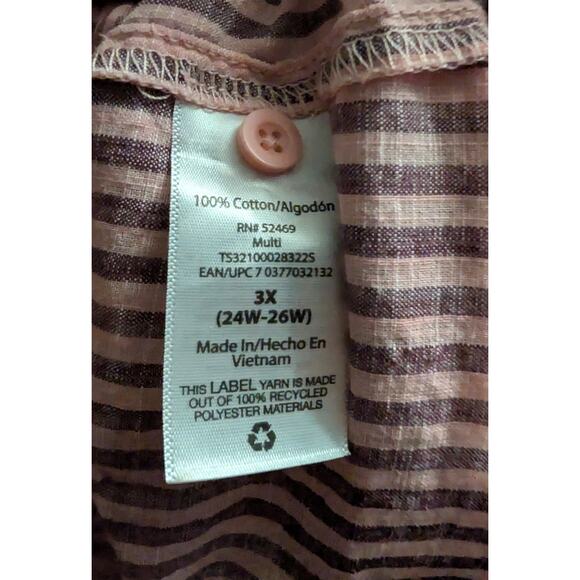 100% Cotton/Algodón
RN# 52469
Multi
TS32100028322S
EAN/UPC 7 0377032132
3X
(24W-26W)
Made In/Hecho En
Vietnam
THIS LABEL YARN IS MADE
OUT OF 100% RECYCLED
POLYESTER MATERIALS